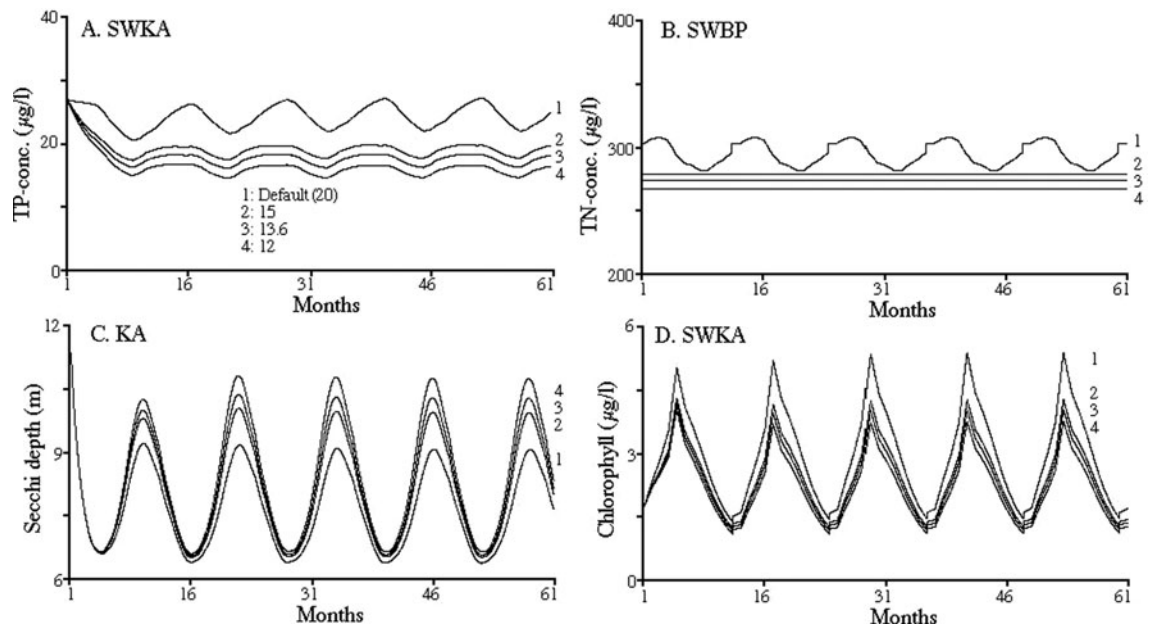 A. SWKA
TP-conc. (µg/l)
40
20
0
1
2
3
4
1: Default (20)
2: 15
3: 13.6
4: 12
1 16 31 46 61
Months
B. SWBP
TN-conc. (µg/l)
400
300
200
1
2
3
4
1 16 31 46 61
Months
C. KA
Secchi depth (m)
12
9
6
4
3
2
1
1 16 31 46 61
Months
D. SWKA
Chlorophyll (µg/l)
6
3
0
1
2
3
4
1 16 31 46 61
Months